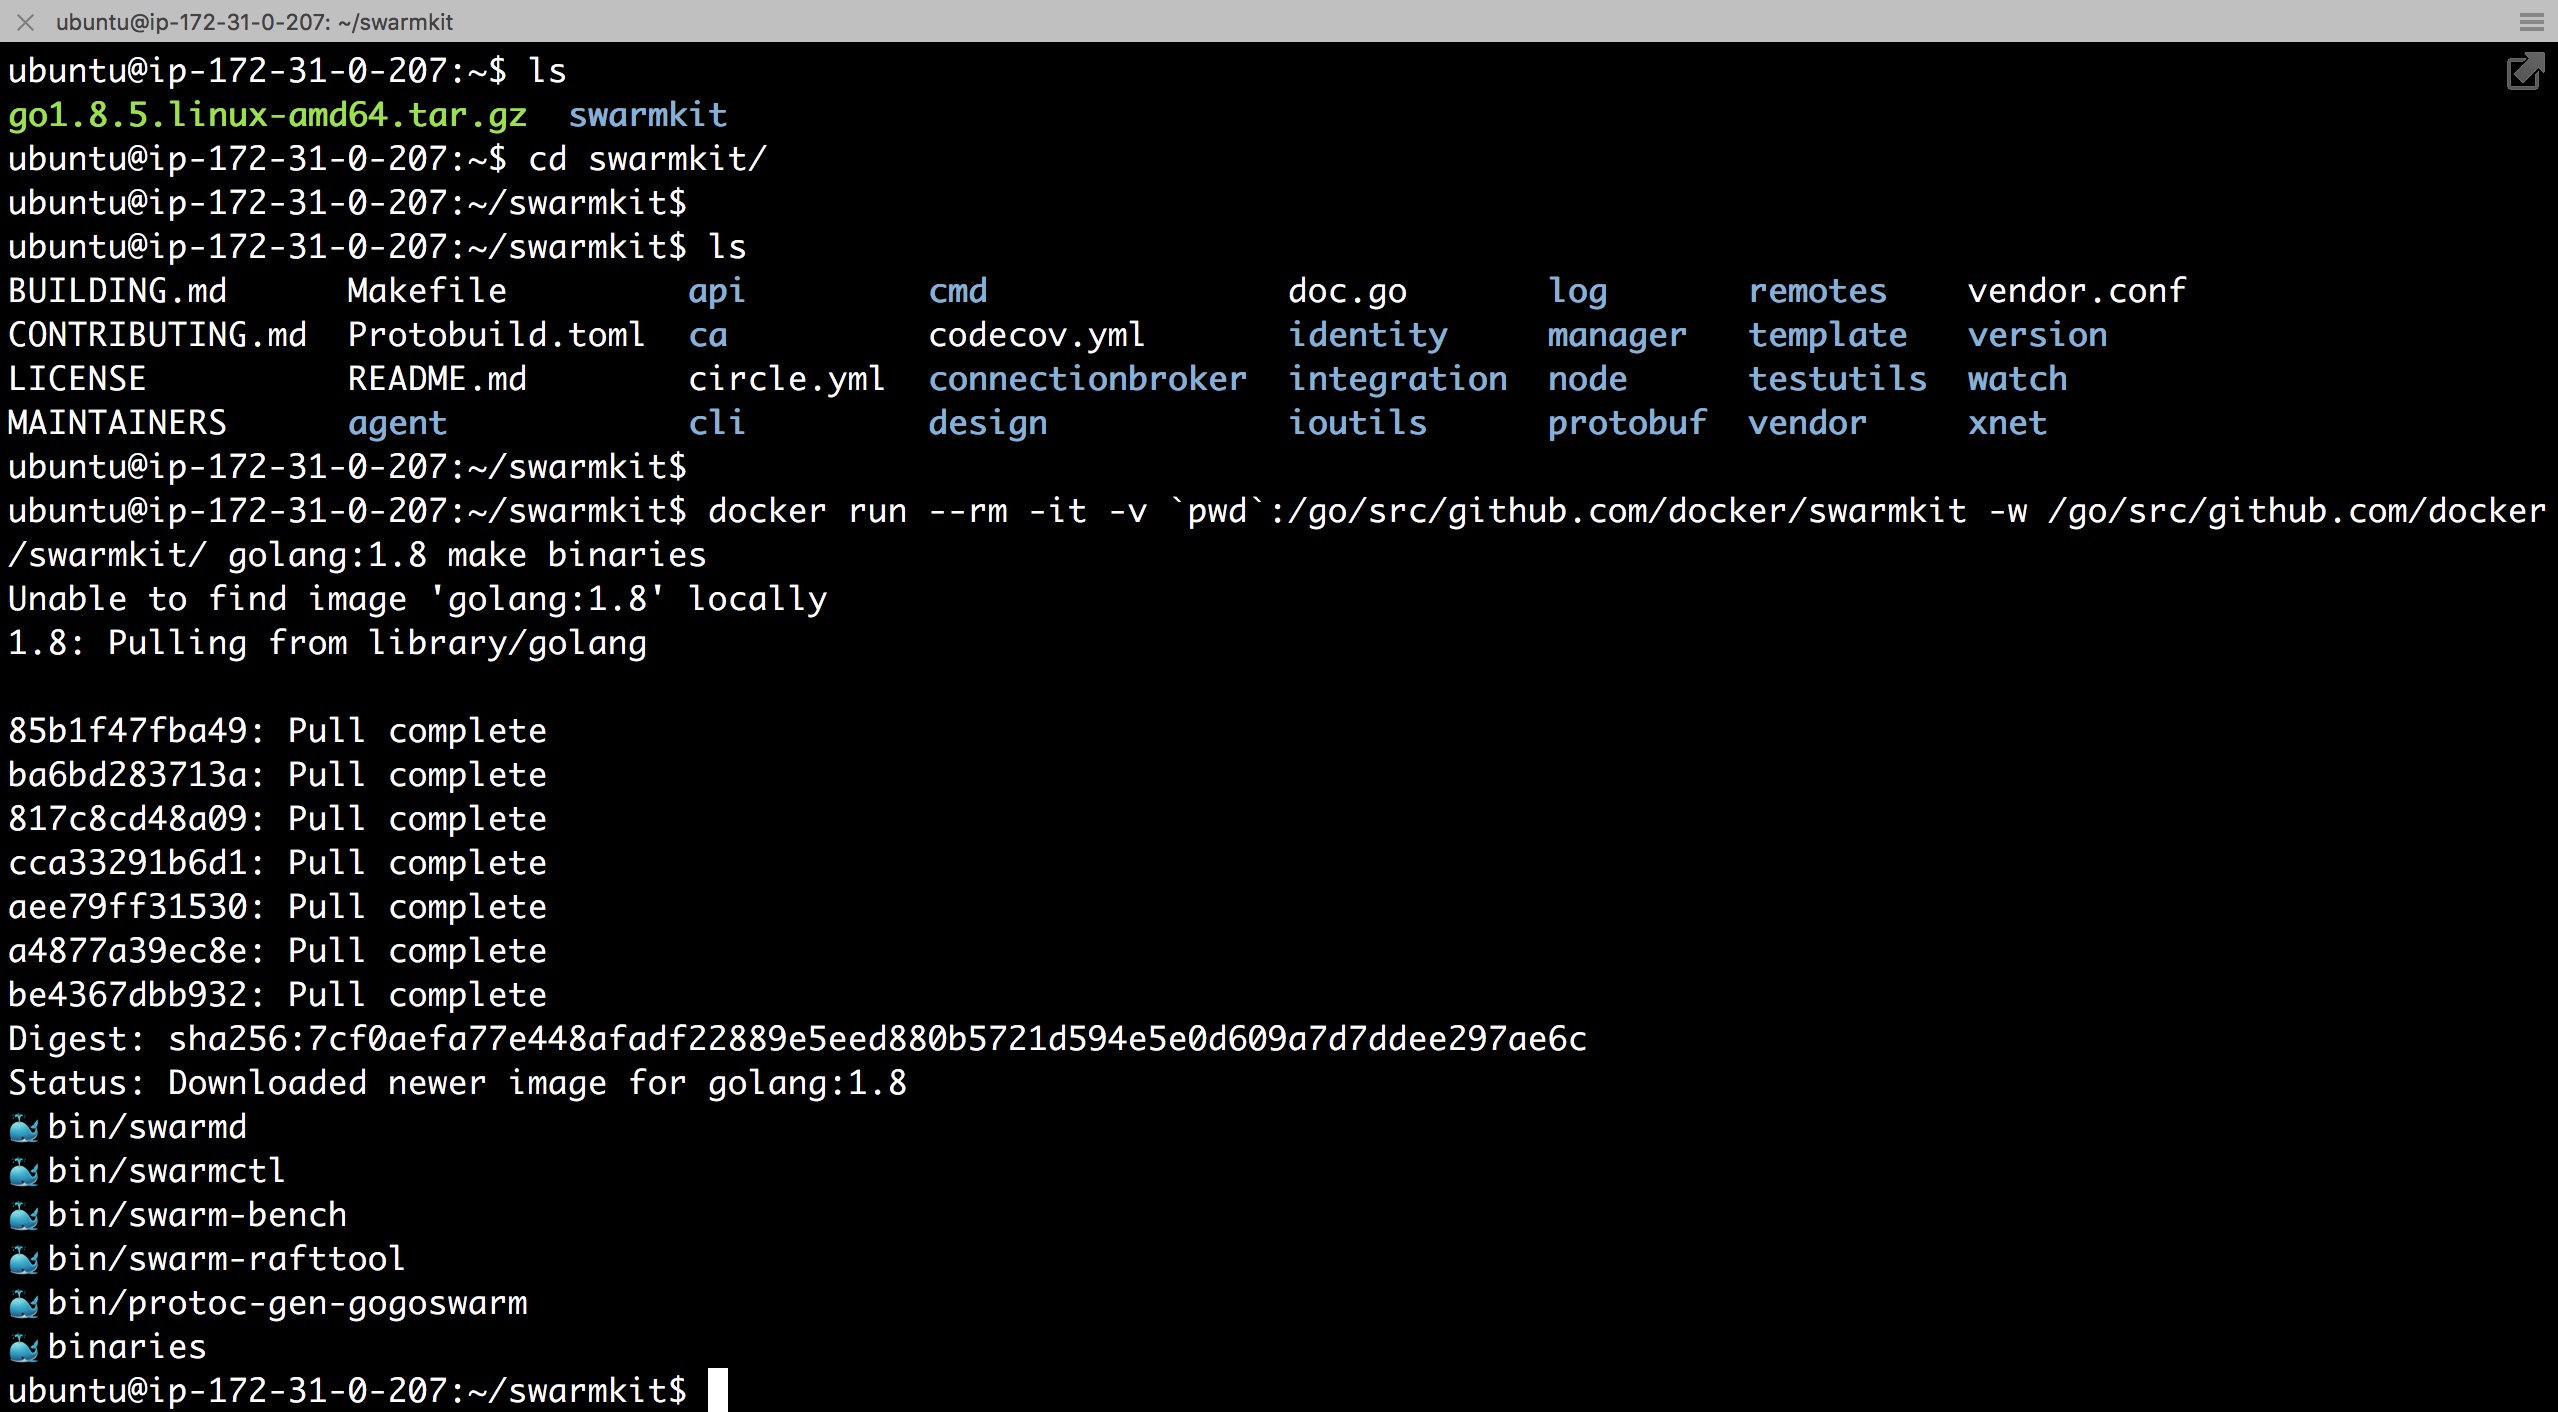 ubuntu@ip-172-31-0-207: ~/swarmkit
ubuntu@ip-172-31-0-207:~$ ls
go1.8.5.linux-amd64.tar.gz  swarmkit
ubuntu@ip-172-31-0-207:~$ cd swarmkit/
ubuntu@ip-172-31-0-207:~/swarmkit$
ubuntu@ip-172-31-0-207:~/swarmkit$ ls
BUILDING.md      Makefile         api         cmd               doc.go       log       remotes    vendor.conf
CONTRIBUTING.md  Protobuild.toml  ca          codecov.yml       identity     manager   template   version
LICENSE          README.md        circle.yml  connectionbroker  integration  node      testutils  watch
MAINTAINERS      agent            cli         design            ioutils      protobuf  vendor     xnet
ubuntu@ip-172-31-0-207:~/swarmkit$
ubuntu@ip-172-31-0-207:~/swarmkit$ docker run --rm -it -v `pwd`:/go/src/github.com/docker/swarmkit -w /go/src/github.com/docker
/swarmkit/ golang:1.8 make binaries
Unable to find image 'golang:1.8' locally
1.8: Pulling from library/golang
85b1f47fba49: Pull complete
ba6bd283713a: Pull complete
817c8cd48a09: Pull complete
cca33291b6d1: Pull complete
aee79ff31530: Pull complete
a4877a39ec8e: Pull complete
be4367dbb932: Pull complete
Digest: sha256:7cf0aefa77e448afadf22889e5eed880b5721d594e5e0d609a7d7ddee297ae6c
Status: Downloaded newer image for golang:1.8
🐳 bin/swarmd
🐳 bin/swarmctl
🐳 bin/swarm-bench
🐳 bin/swarm-rafttool
🐳 bin/protoc-gen-gogoswarm
🐳 binaries
ubuntu@ip-172-31-0-207:~/swarmkit$